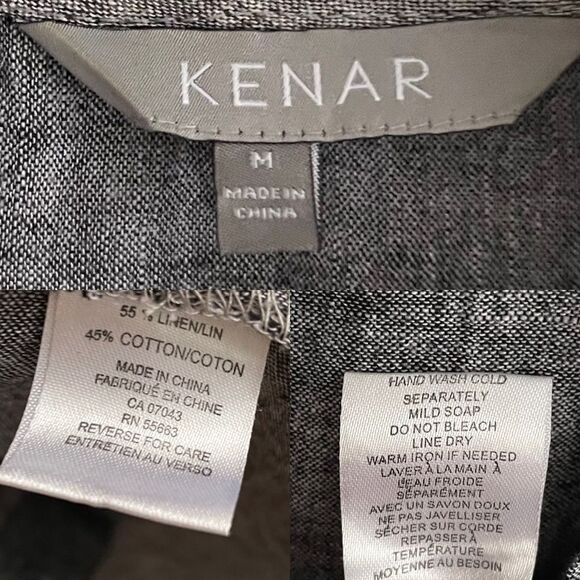 KENAR
M
MADE IN
CHINA
55 % LINEN/LIN
45% COTTON/COTON
MADE IN CHINA
FABRIQUÉ EN CHINE
CA 07043
RN 55663
REVERSE FOR CARE
ENTRETIEN AU VERSO
HAND WASH COLD
SEPARATELY
MILD SOAP
DO NOT BLEACH
LINE DRY
WARM IRON IF NEEDED
LAVER À LA MAIN À
L'EAU FROIDE
SÉPARÉMENT
AVEC UN SAVON DOUX
NE PAS JAVELLISER
SÉCHER SUR CORDE
REPASSER À
TEMPÉRATURE
MOYENNE AU BESOIN